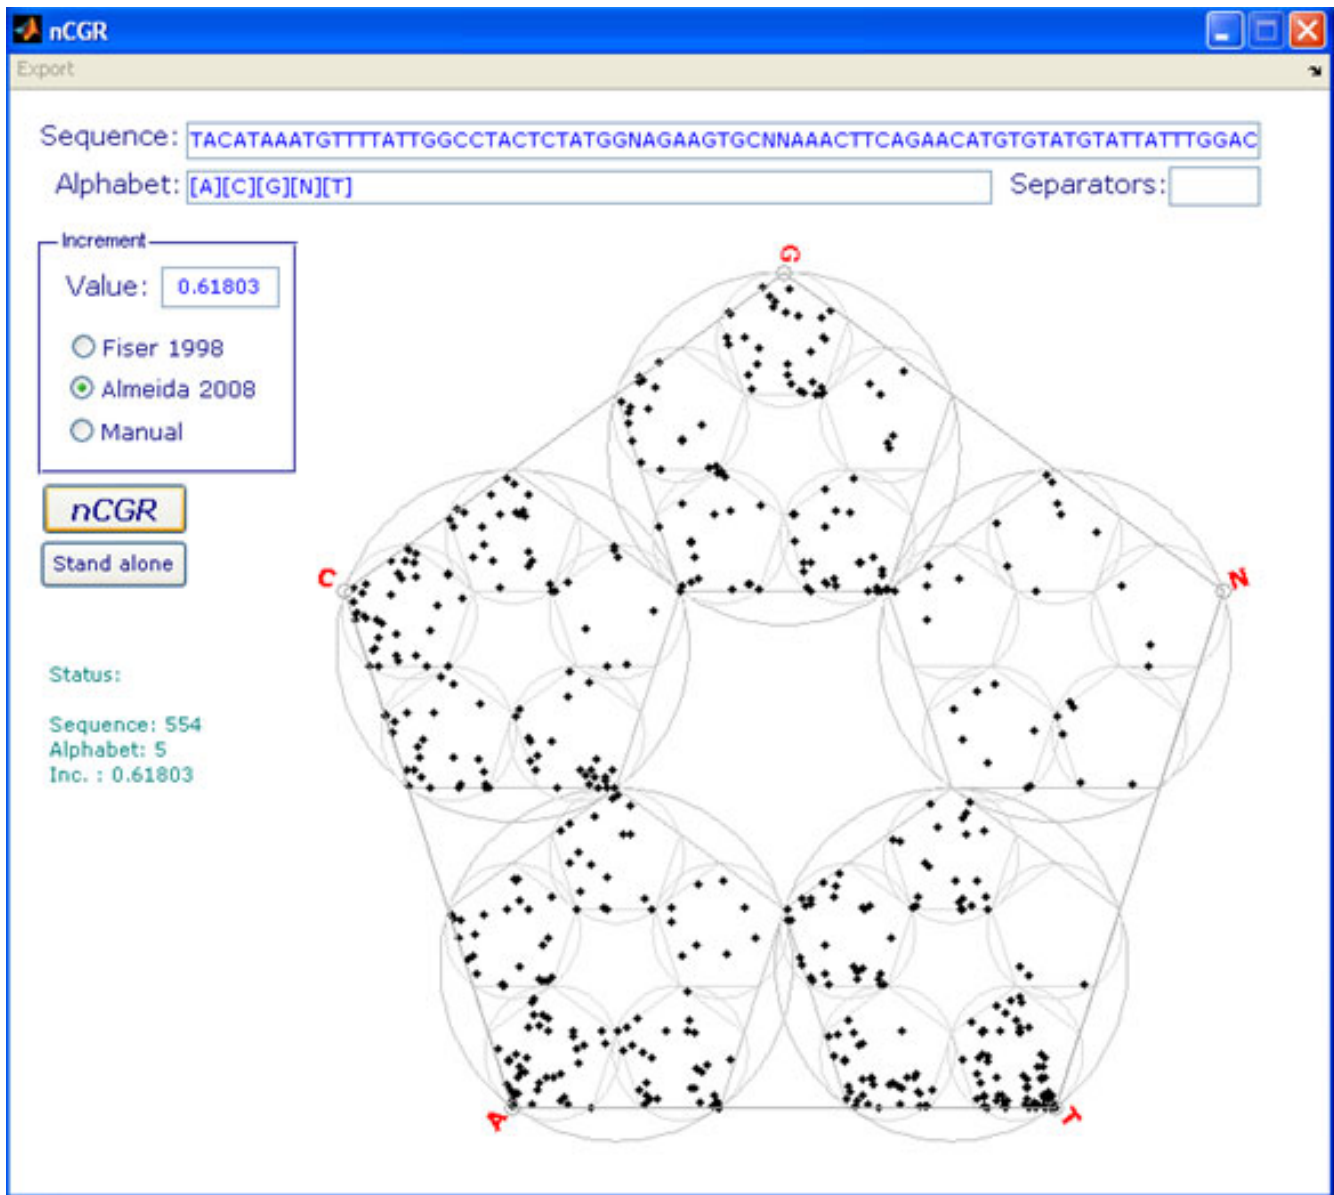 nCGR
Export
Sequence: TACATAAATGTTTTATTGGCCTACTCTATGGNAGAAGTGCNNAAACTTCAGAACATGTGTATGTATTATTTGGAC
Alphabet: [A][C][G][N][T] Separators:
Increment
Value: 0.61803
Fiser 1998
Almeida 2008
Manual
nCGR
Stand alone
Status:
Sequence: 554
Alphabet: 5
Inc. : 0.61803
G
C
N
A
T